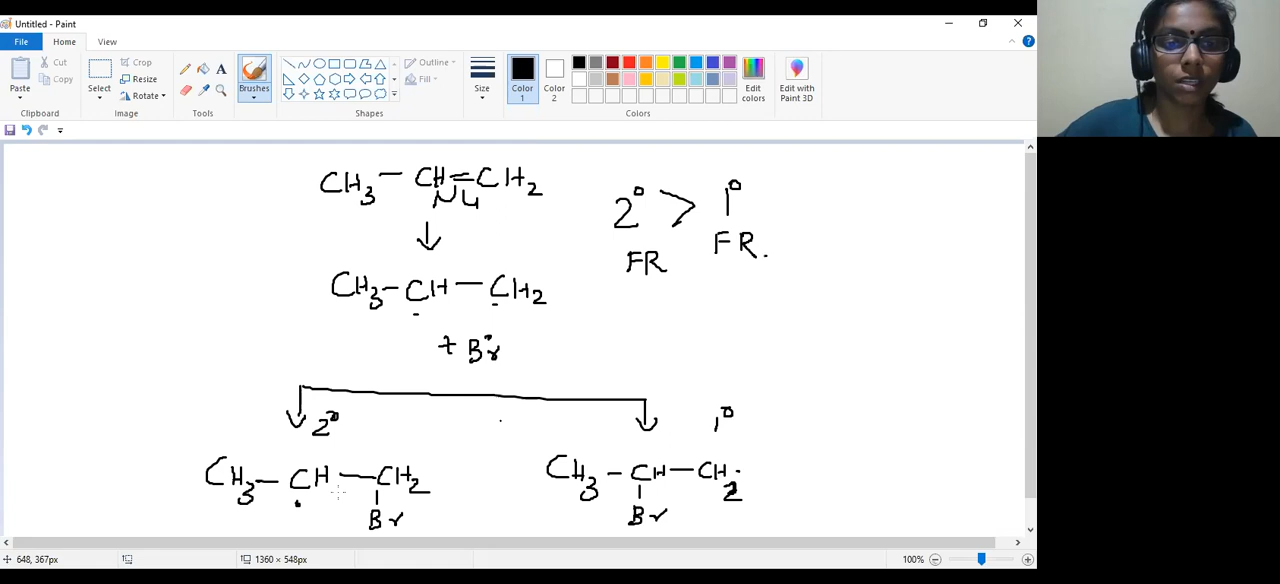 Untitled - Paint
File Home View
Paste Cut Copy Clipboard
Select Crop Resize Rotate Image
A Tools
Brushes
Outline Fill Shapes
Size
Color 1 Color 2 Edit colors Colors
Edit with Paint 3D
CH3 — CH = CH2
2° > 1°
FR FR.
CH3 – CH — CH2
+ Br
2° 1°
CH3 — CH — CH2
Br
CH3 – CH — CH2
Br
648, 367px 1360 × 548px 100%